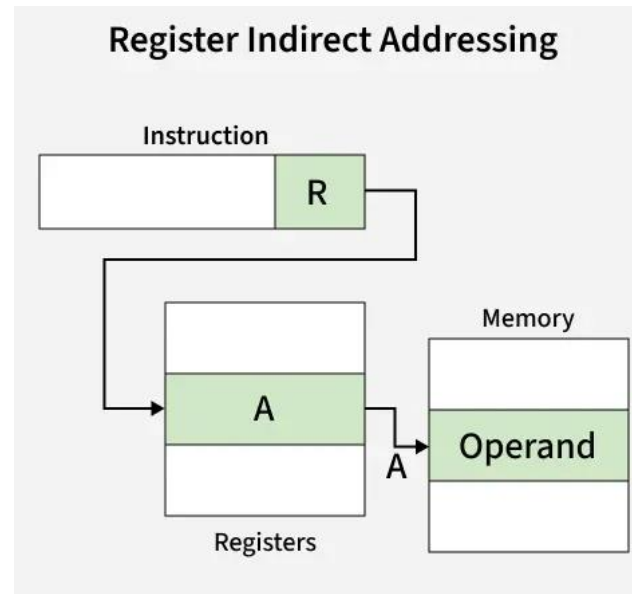 Register Indirect Addressing
Instruction
R
Memory
A
A
Operand
Registers